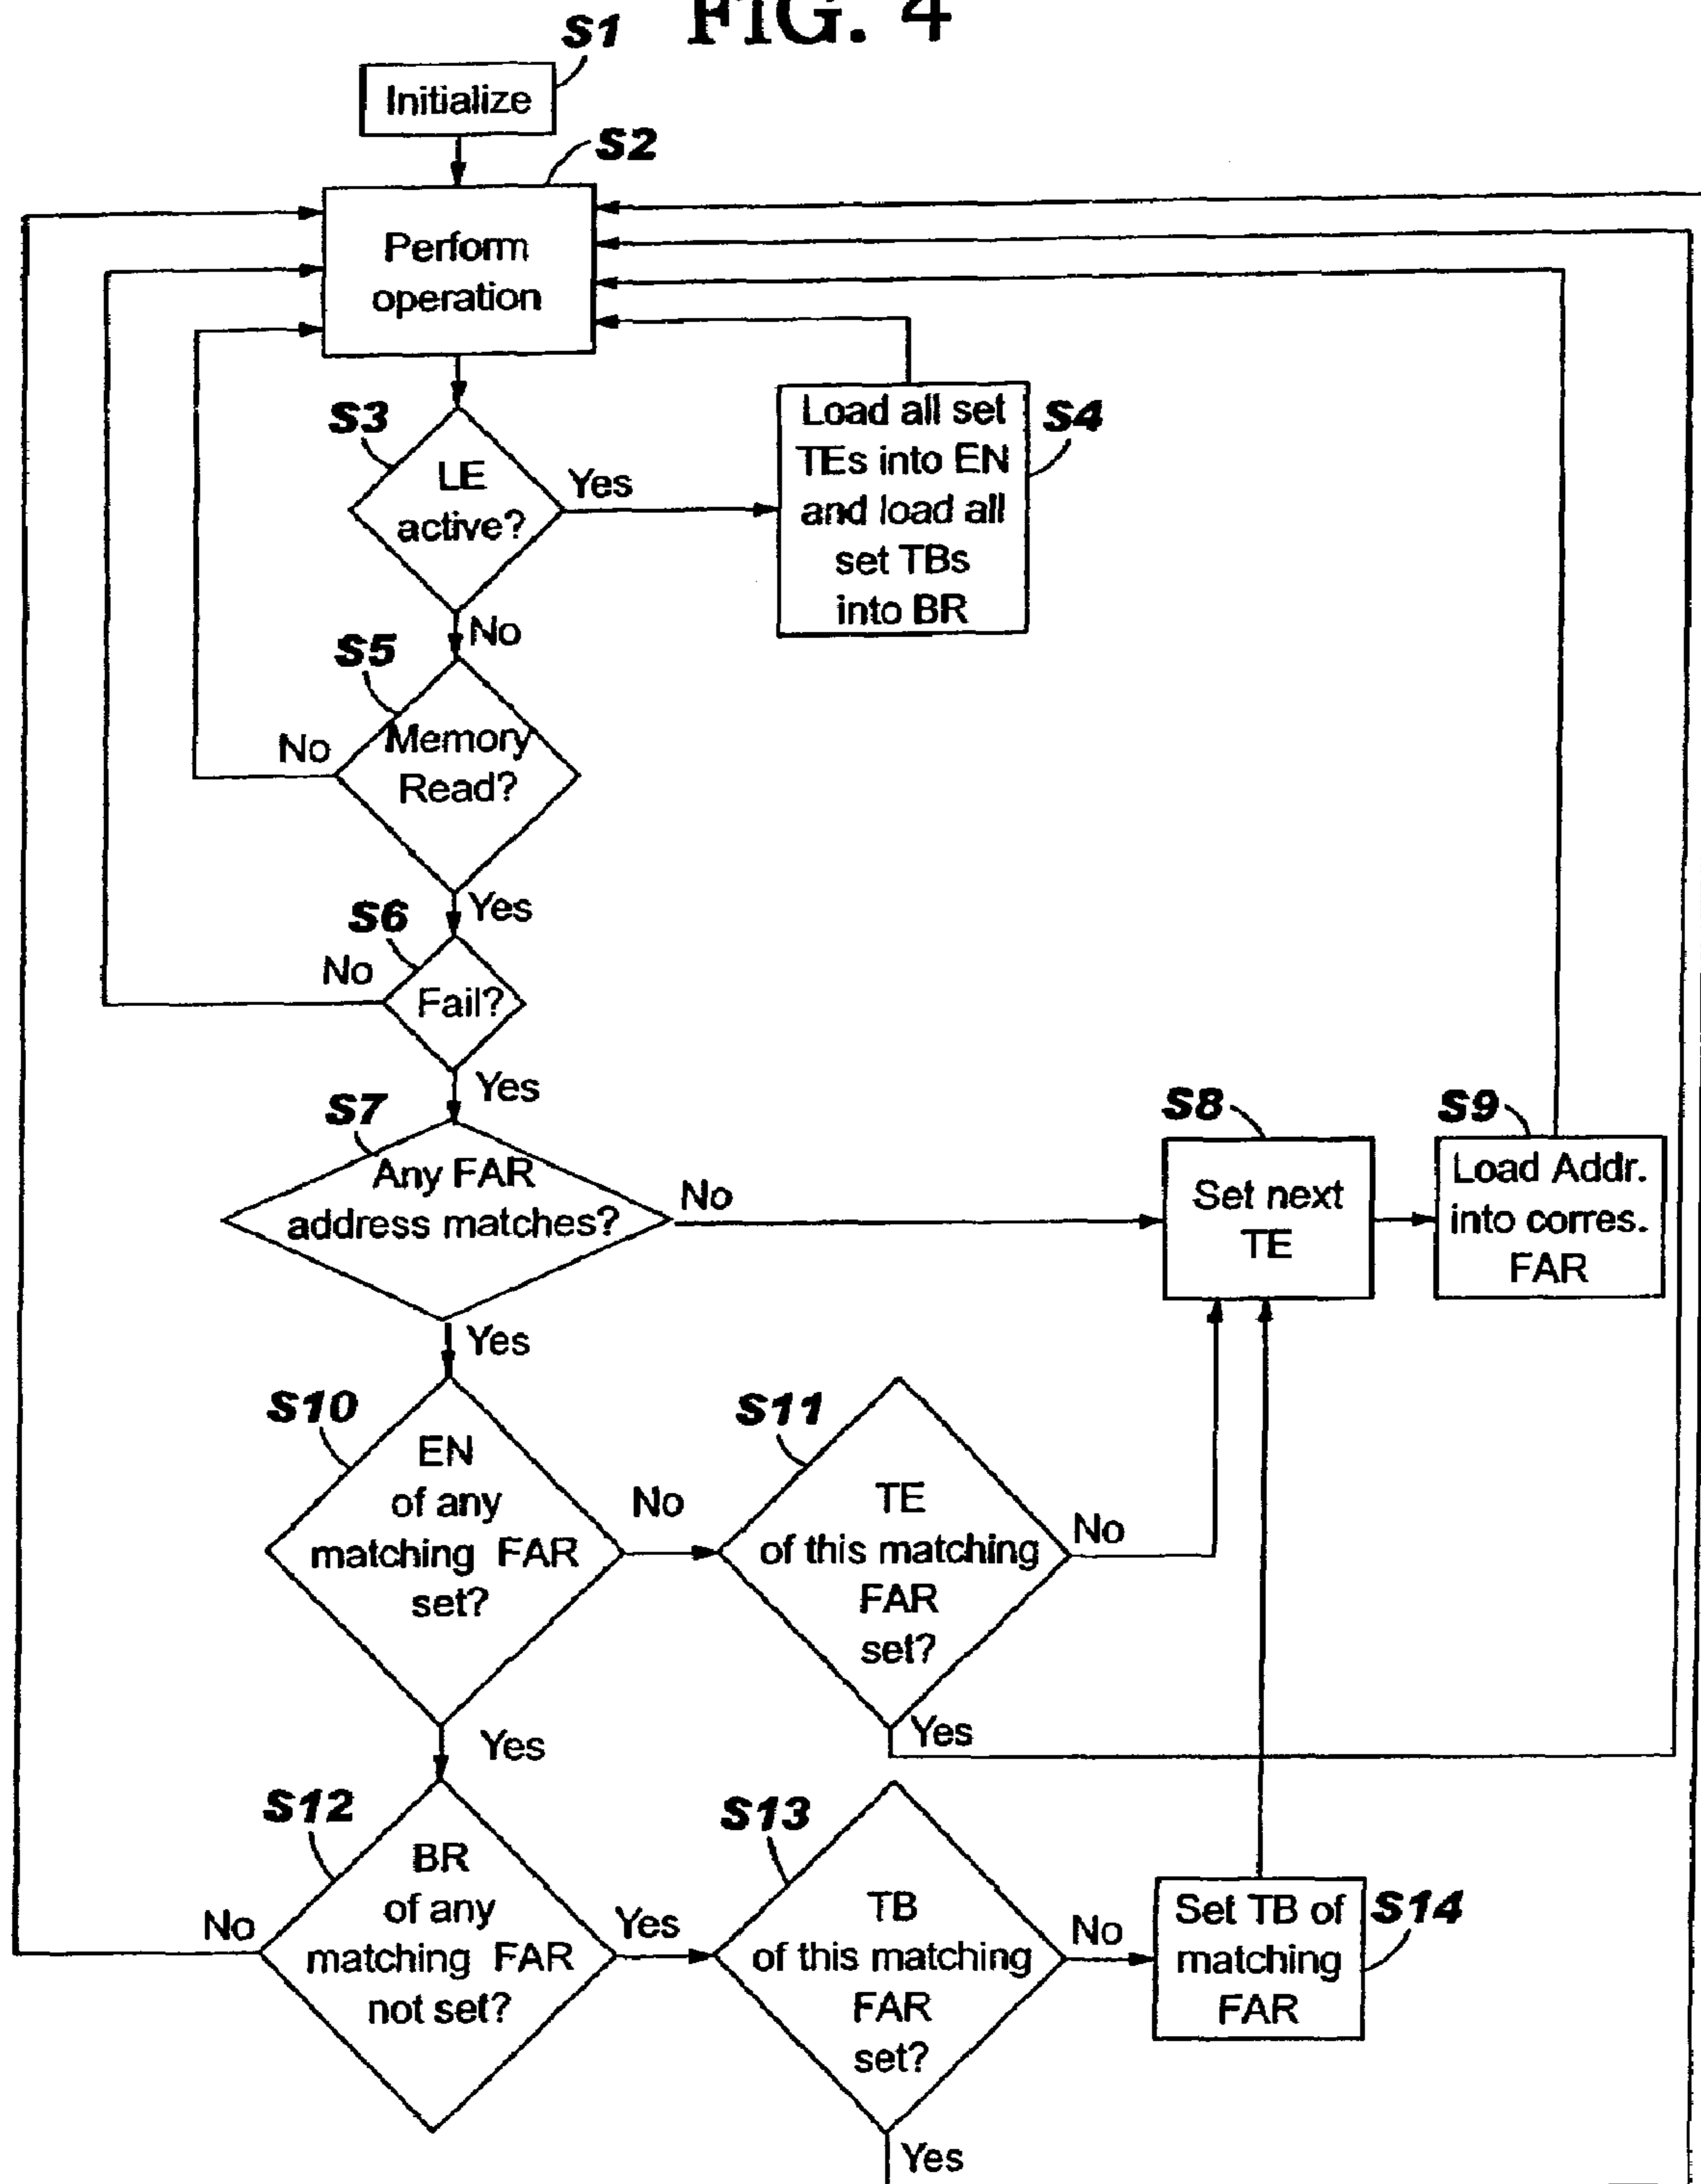 FIG. 4
S1
Initialize
S2
Perform
operation
S3
LE
active?
Yes
Load all set
TEs into EN
and load all
set TBs
into BR
S4
No
S5
Memory
Read?
No
Yes
S6
No
Fail?
Yes
S7
Any FAR
address matches?
No
S8
Set next
TE
S9
Load Addr.
into corres.
FAR
Yes
S10
EN
of any
matching FAR
set?
No
S11
TE
of this matching
FAR
set?
No
Yes
Yes
S12
BR
of any
matching FAR
not set?
No
Yes
S13
TB
of this matching
FAR
set?
No
Set TB of
matching
FAR
S14
Yes